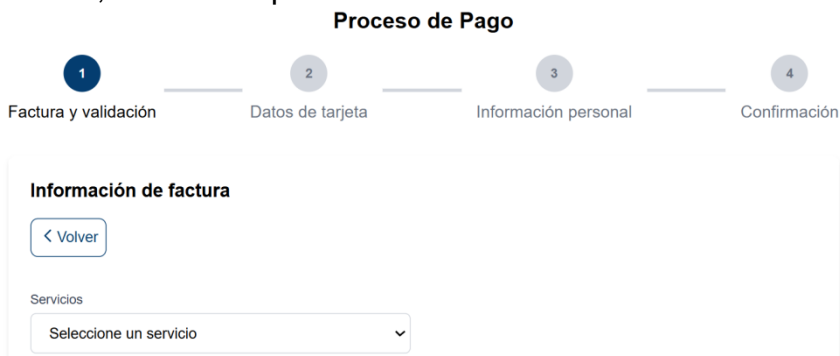 Proceso de Pago
1 2 3 4
Factura y validación Datos de tarjeta Información personal Confirmación
Información de factura
< Volver
Servicios
Seleccione un servicio